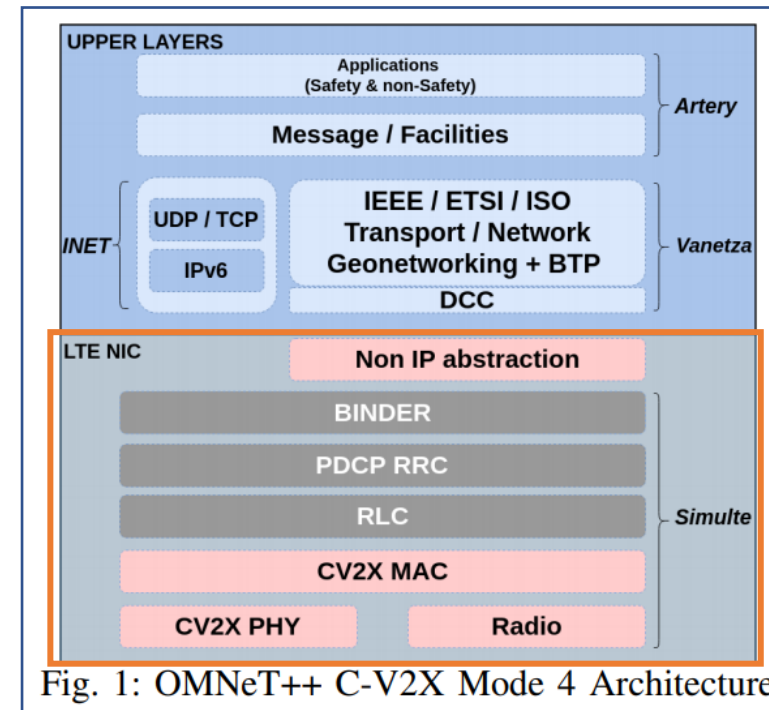 UPPER LAYERS
Applications
(Safety & non-Safety)
Artery
Message / Facilities
INET
UDP / TCP
IPv6
IEEE / ETSI / ISO
Transport / Network
Geonetworking + BTP
DCC
Vanetza
LTE NIC
Non IP abstraction
BINDER
PDCP RRC
RLC
Simulte
CV2X MAC
CV2X PHY
Radio
Fig. 1: OMNeT++ C-V2X Mode 4 Architecture